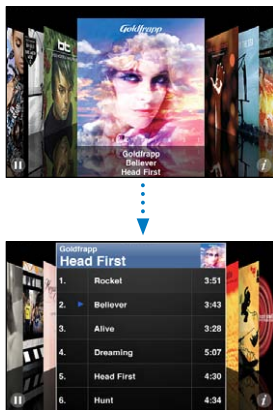 Goldfrapp
bt
Goldfrapp
Believer
Head First
i
Goldfrapp
Head First
1. Rocket 3:51
2. Believer 3:43
3. Alive 3:28
4. Dreaming 5:07
5. Head First 4:30
6. Hunt 4:34
i